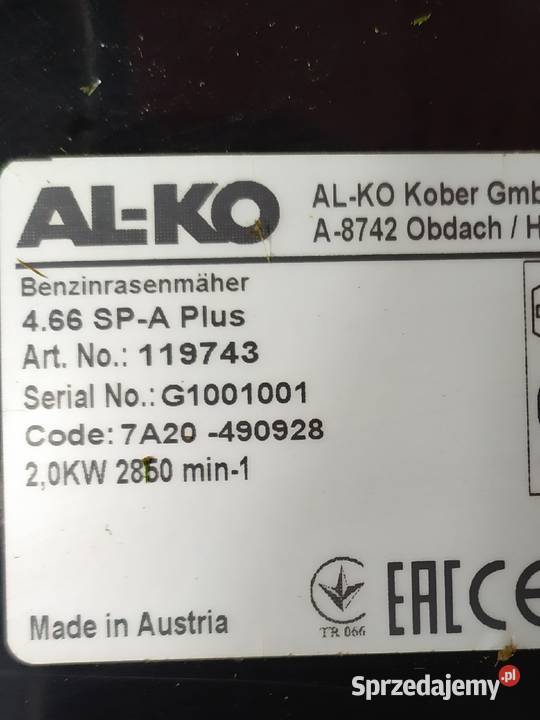 AL-KO
AL-KO Kober Gmb
A-8742 Obdach / H
Benzinrasenmäher
4.66 SP-A Plus
Art. No.: 119743
Serial No.: G1001001
Code: 7A20 -490928
2,0KW 2850 min-1
Made in Austria
TR 066
EAC CE
Sprzedajemy.pl